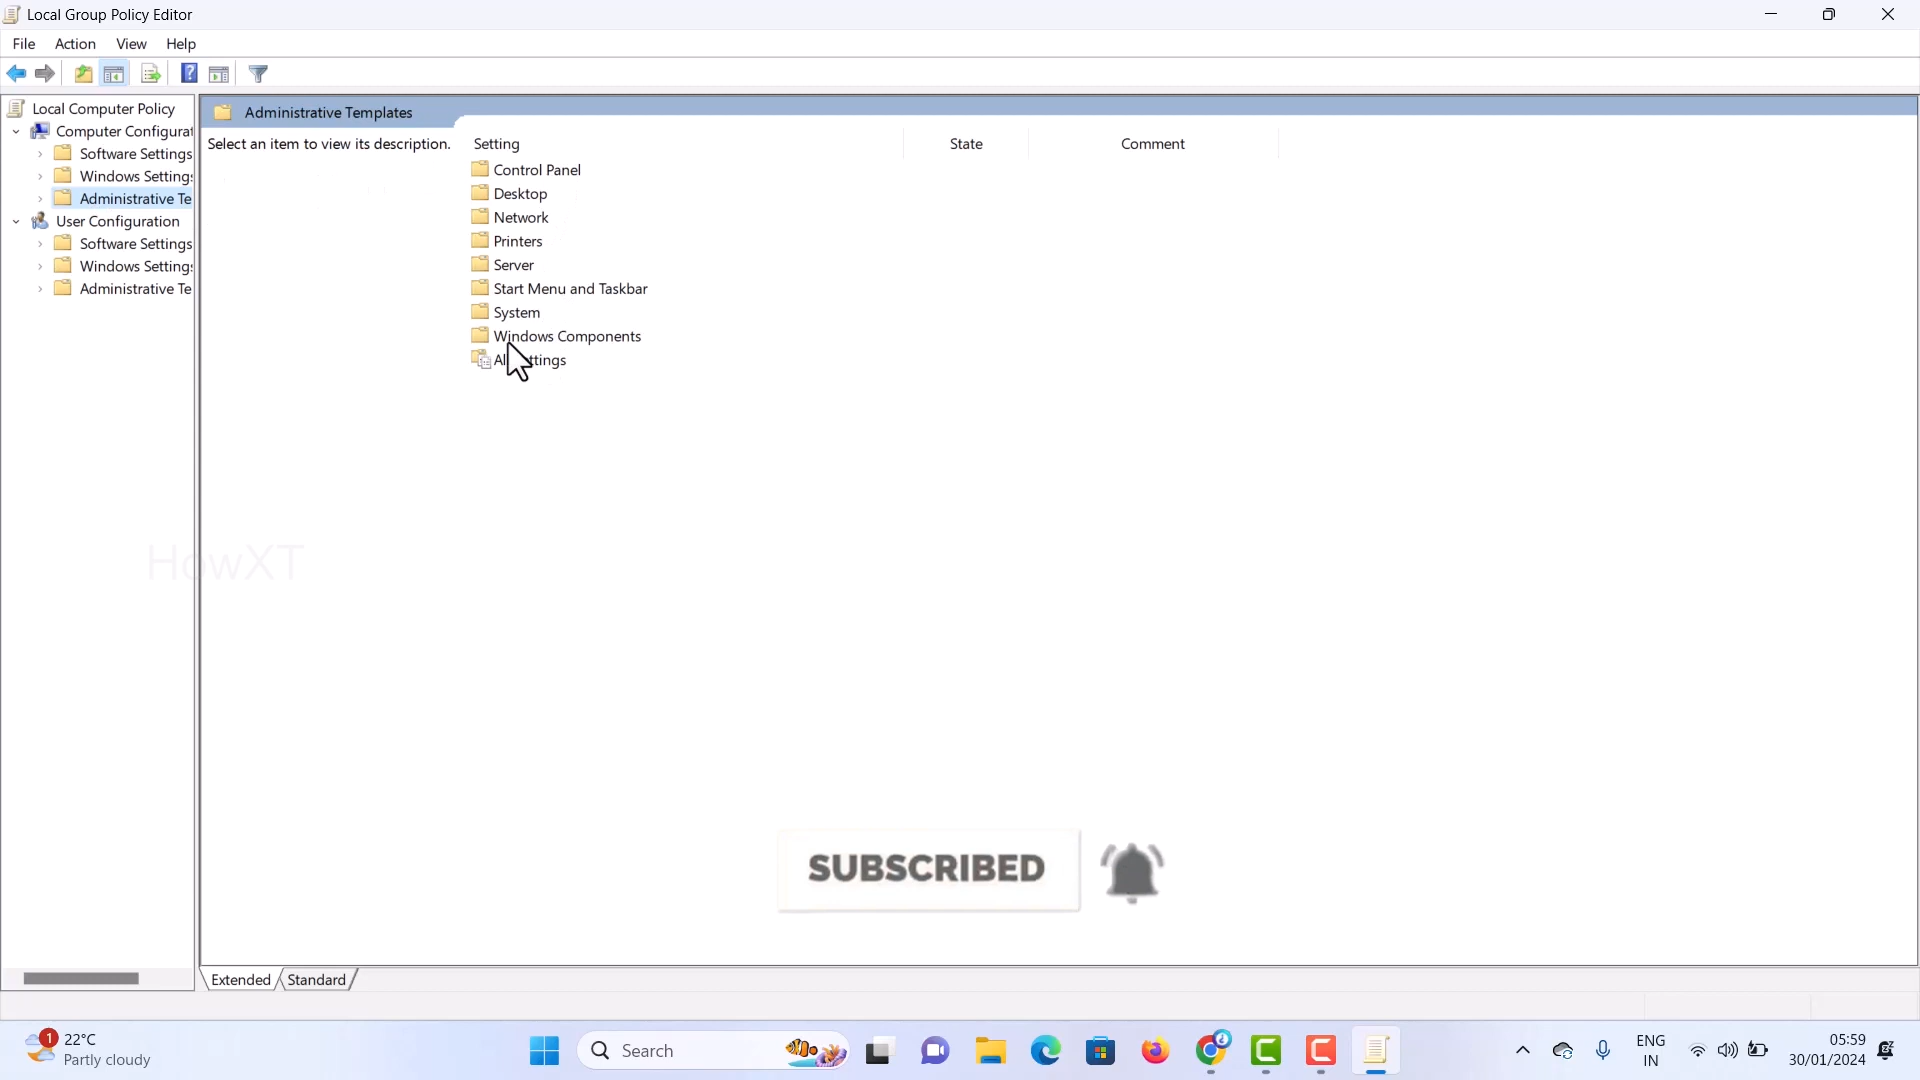 Local Group Policy Editor
File Action View Help
Local Computer Policy
Computer Configurat
Software Settings
Windows Setting
Administrative Te
User Configuration
Software Settings
Windows Setting
Administrative Te
Administrative Templates
Select an item to view its description.
Setting State Comment
Control Panel
Desktop
Network
Printers
Server
Start Menu and Taskbar
System
Windows Components
HowXT
SUBSCRIBED
Extended Standard
1
22°C
Partly cloudy
Search
ENG
IN
05:59
30/01/2024